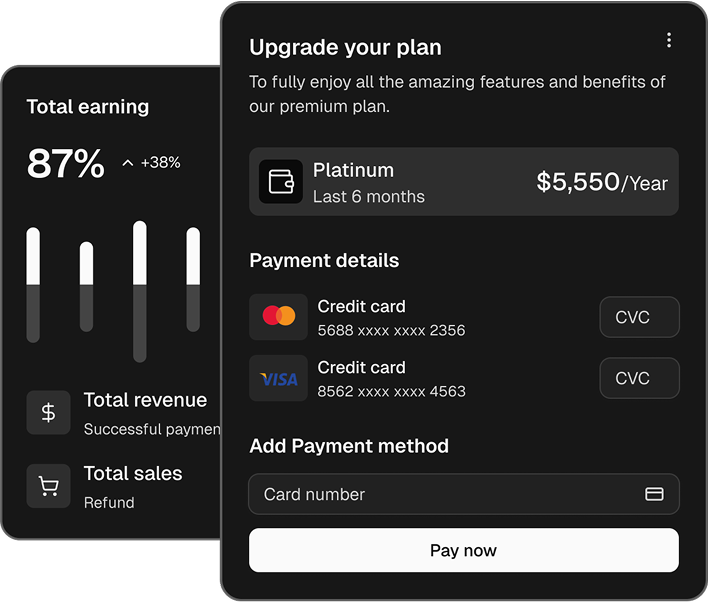 Total earning
87%
+38%
Total revenue
Successful paymen
Total sales
Refund
Upgrade your plan
To fully enjoy all the amazing features and benefits of
our premium plan.
Platinum
Last 6 months
$5,550/Year
Payment details
Credit card
5688 xxxx xxxx 2356
CVC
VISA
Credit card
8562 xxxx xxxx 4563
CVC
Add Payment method
Card number
Pay now